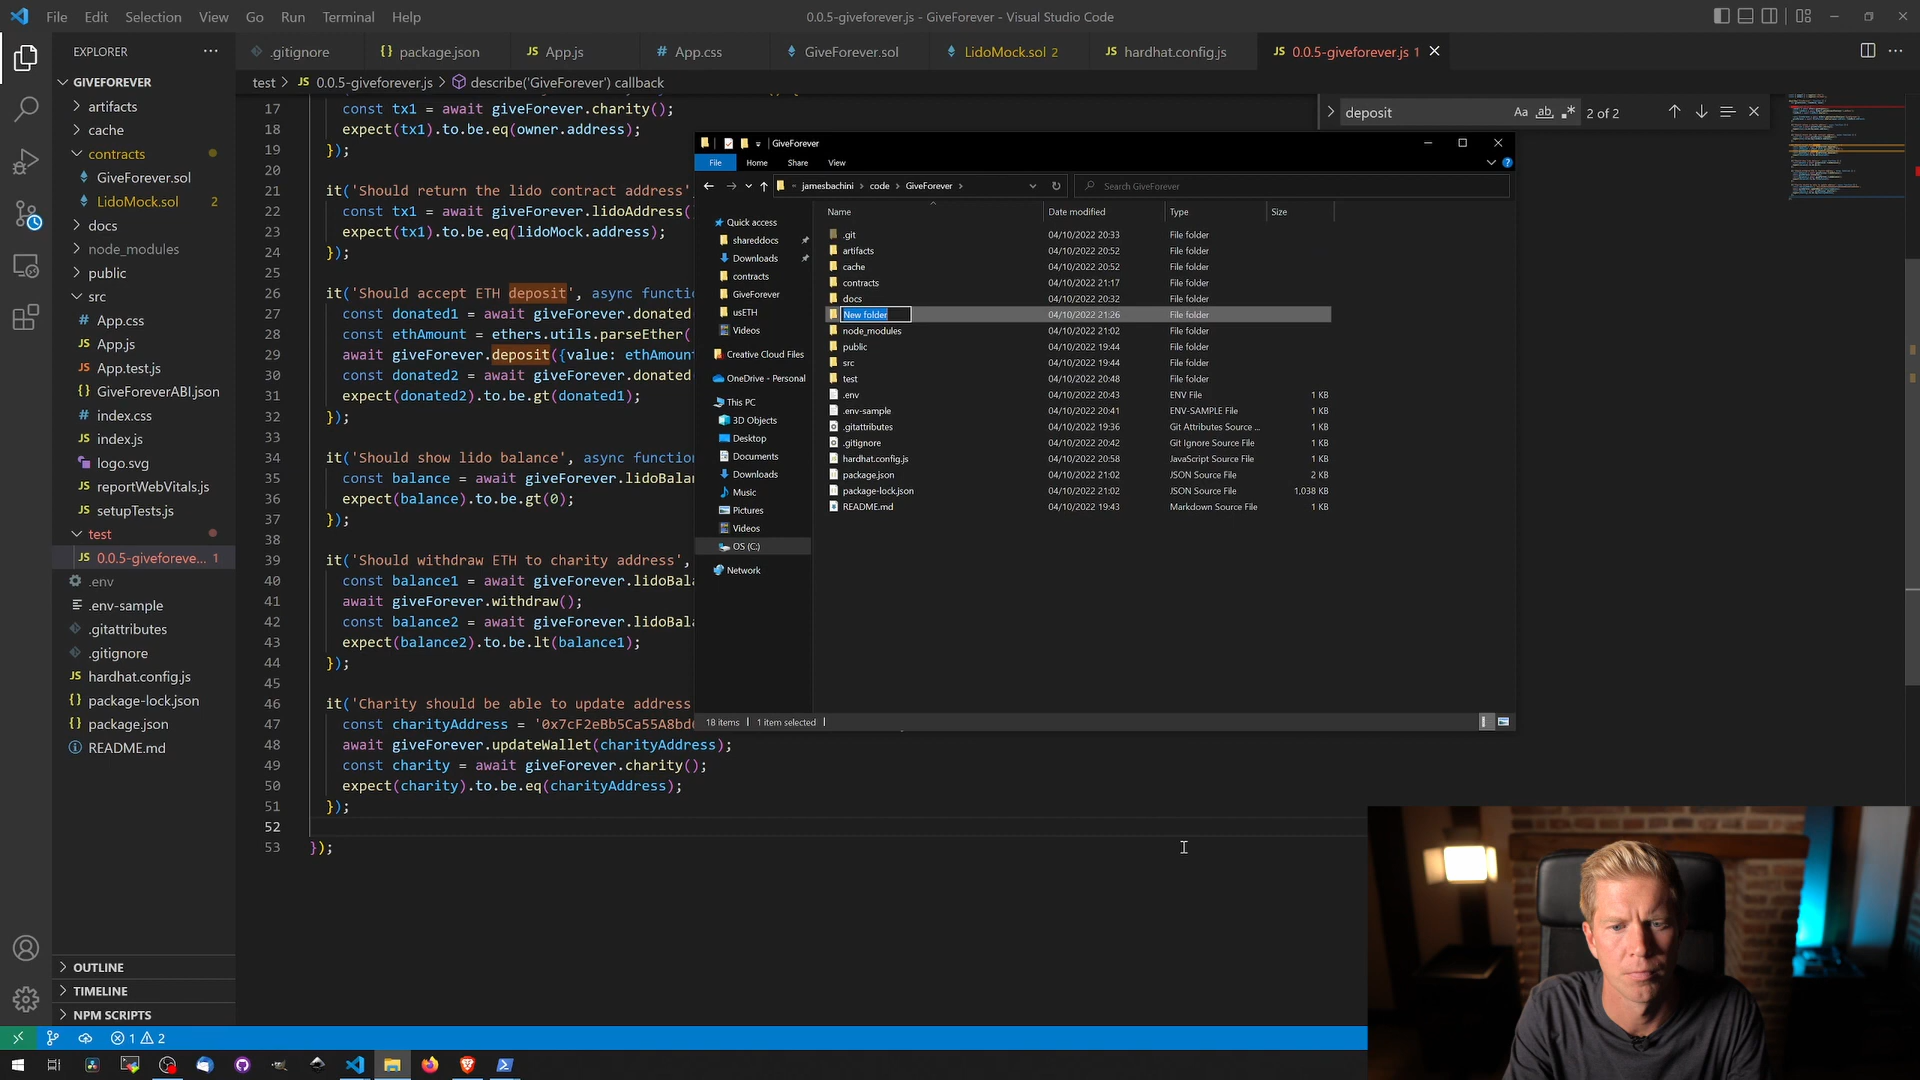 File Edit Selection View Go Run Terminal Help
0.0.5-giveforever.js - GiveForever - Visual Studio Code
EXPLORER
.gitignore
package.json
App.js
App.css
GiveForever.sol
LidoMock.sol 2
hardhat.config.js
0.0.5-giveforever.js 1
test > JS 0.0.5-giveforever.js > describe('GiveForever') callback
GIVEFOREVER
artifacts
cache
contracts
GiveForever.sol
LidoMock.sol 2
docs
node_modules
public
src
App.css
App.js
App.test.js
GiveForeverABI.json
index.css
index.js
logo.svg
reportWebVitals.js
setupTests.js
test
0.0.5-giveforeve... 1
.env
.env-sample
.gitattributes
.gitignore
hardhat.config.js
package-lock.json
package.json
README.md
OUTLINE
TIMELINE
NPM SCRIPTS
17 const tx1 = await giveForever.charity();
18 expect(tx1).to.be.eq(owner.address);
19 });
20
21 it('Should return the lido contract address'
22 const tx1 = await giveForever.lidoAddress(
23 expect(tx1).to.be.eq(lidoMock.address);
24 });
25
26 it('Should accept ETH deposit', async functi
27 const donated1 = await giveForever.donated
28 const ethAmount = ethers.utils.parseEther(
29 await giveForever.deposit({value: ethAmount
30 const donated2 = await giveForever.donated
31 expect(donated2).to.be.gt(donated1);
32 });
33
34 it('Should show lido balance', async function
35 const balance = await giveForever.lidoBalan
36 expect(balance).to.be.gt(0);
37 });
38
39 it('Should withdraw ETH to charity address',
40 const balance1 = await giveForever.lidoBala
41 await giveForever.withdraw();
42 const balance2 = await giveForever.lidoBala
43 expect(balance2).to.be.lt(balance1);
44 });
45
46 it('Charity should be able to update address
47 const charityAddress = '0x7cF2eBb5Ca55A8bd
48 await giveForever.updateWallet(charityAddress);
49 const charity = await giveForever.charity();
50 expect(charity).to.be.eq(charityAddress);
51 });
52
53 });
deposit
Aa ab 2 of 2
GiveForever
File Home Share View
« jamesbachini > code > GiveForever >
Search GiveForever
Quick access
shareddocs
Downloads
contracts
GiveForever
usETH
Videos
Creative Cloud Files
OneDrive - Personal
This PC
3D Objects
Desktop
Documents
Downloads
Music
Pictures
Videos
OS (C:)
Network
Name Date modified Type Size
.git 04/10/2022 20:33 File folder
artifacts 04/10/2022 20:52 File folder
cache 04/10/2022 20:52 File folder
contracts 04/10/2022 21:17 File folder
docs 04/10/2022 20:32 File folder
New folder 04/10/2022 21:26 File folder
node_modules 04/10/2022 21:02 File folder
public 04/10/2022 19:44 File folder
src 04/10/2022 19:44 File folder
test 04/10/2022 20:48 File folder
.env 04/10/2022 20:43 ENV File 1 KB
.env-sample 04/10/2022 20:41 ENV-SAMPLE File 1 KB
.gitattributes 04/10/2022 19:36 Git Attributes Source ... 1 KB
.gitignore 04/10/2022 20:42 Git Ignore Source File 1 KB
hardhat.config.js 04/10/2022 20:58 JavaScript Source File 1 KB
package.json 04/10/2022 21:02 JSON Source File 2 KB
package-lock.json 04/10/2022 21:02 JSON Source File 1,038 KB
README.md 04/10/2022 19:43 Markdown Source File 1 KB
18 items 1 item selected
1 2